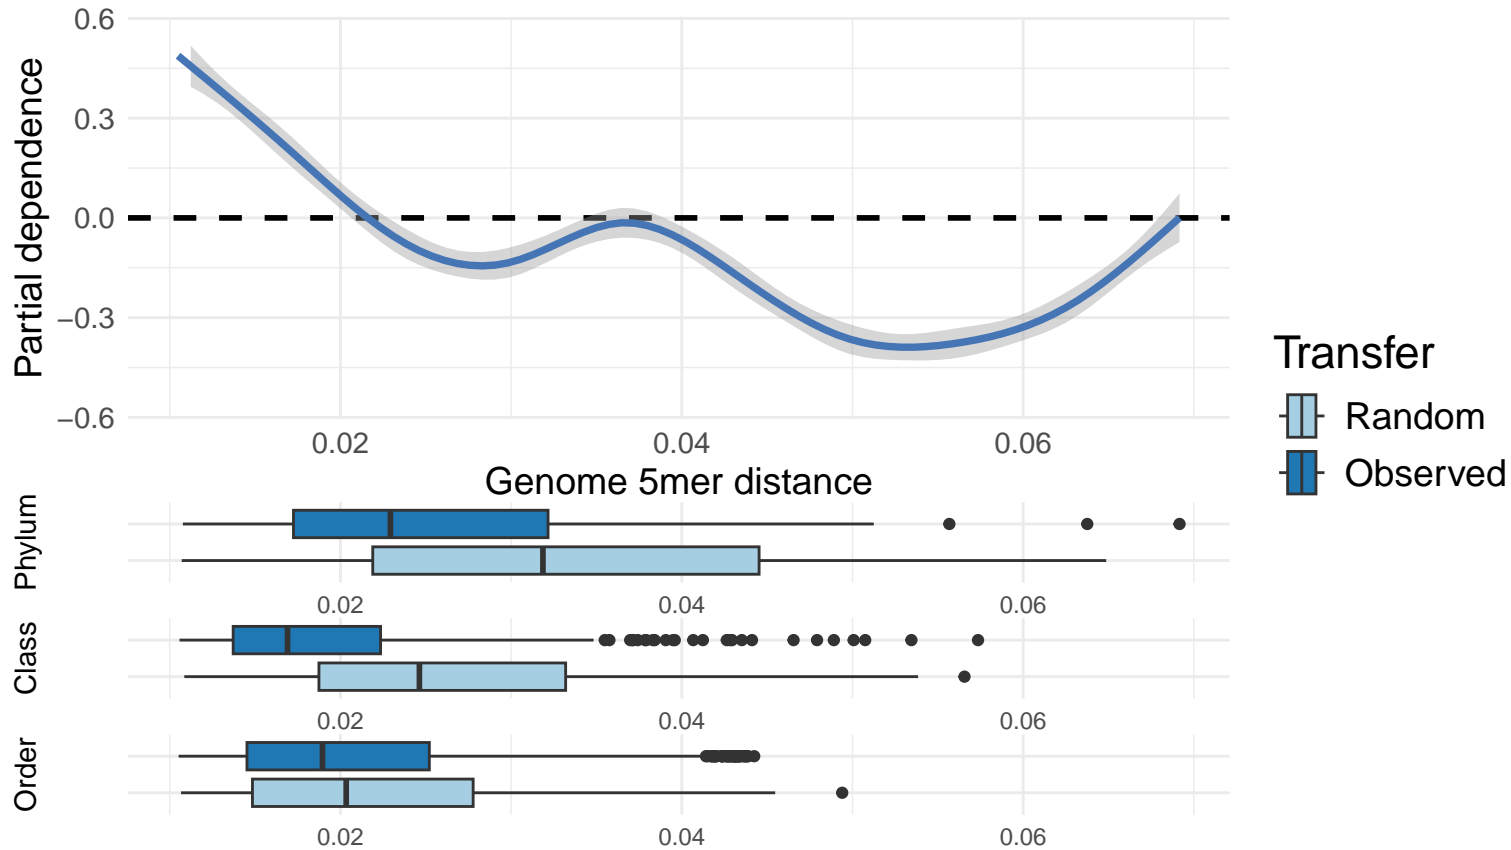 0.6
0.3
0.0
−0.3
−0.6
Partial dependence
0.02 0.04 0.06
Genome 5mer distance
Transfer
Random
Observed
Phylum
0.02 0.04 0.06
Class
0.02 0.04 0.06
Order
0.02 0.04 0.06